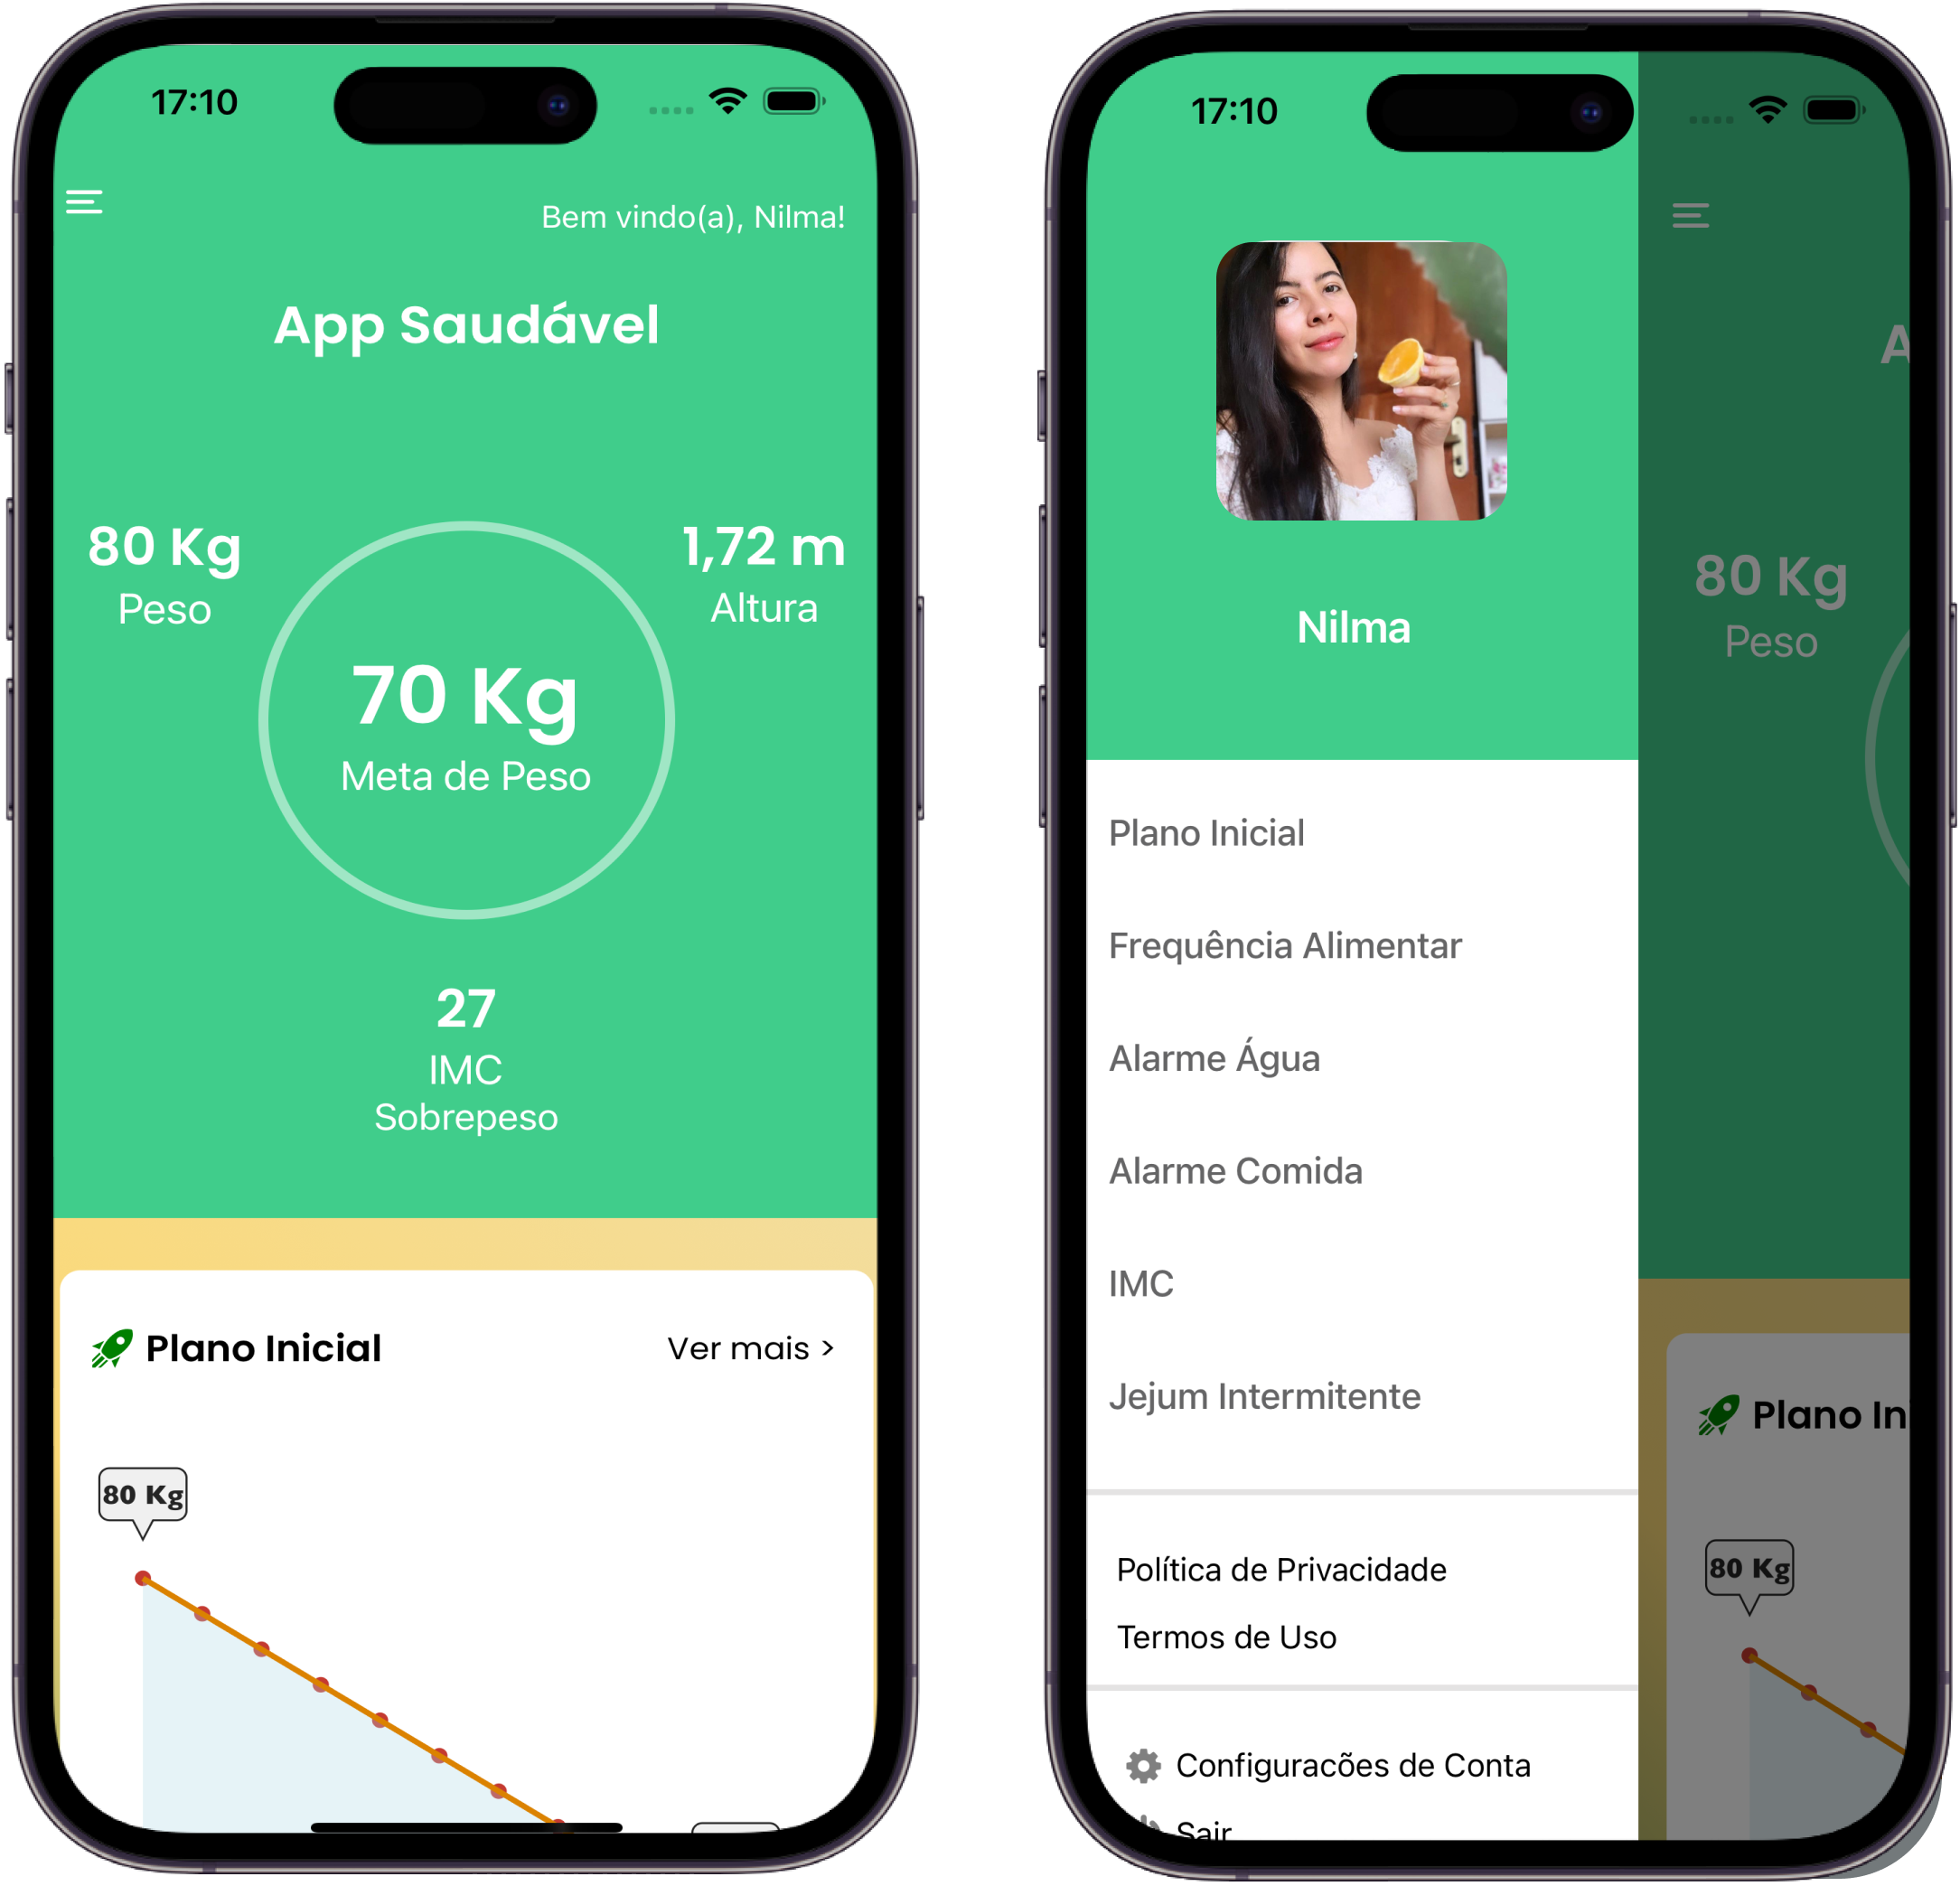 17:10
Bem vindo(a), Nilma!
App Saudável
80 Kg
Peso
1,72 m
Altura
70 Kg
Meta de Peso
27
IMC
Sobrepeso
Plano Inicial
Ver mais >
80 Kg
17:10
Nilma
Plano Inicial
Frequência Alimentar
Alarme Água
Alarme Comida
IMC
Jejum Intermitente
Política de Privacidade
Termos de Uso
Configuracões de Conta
Sair
A
80 Kg
Peso
Plano In
80 Kg